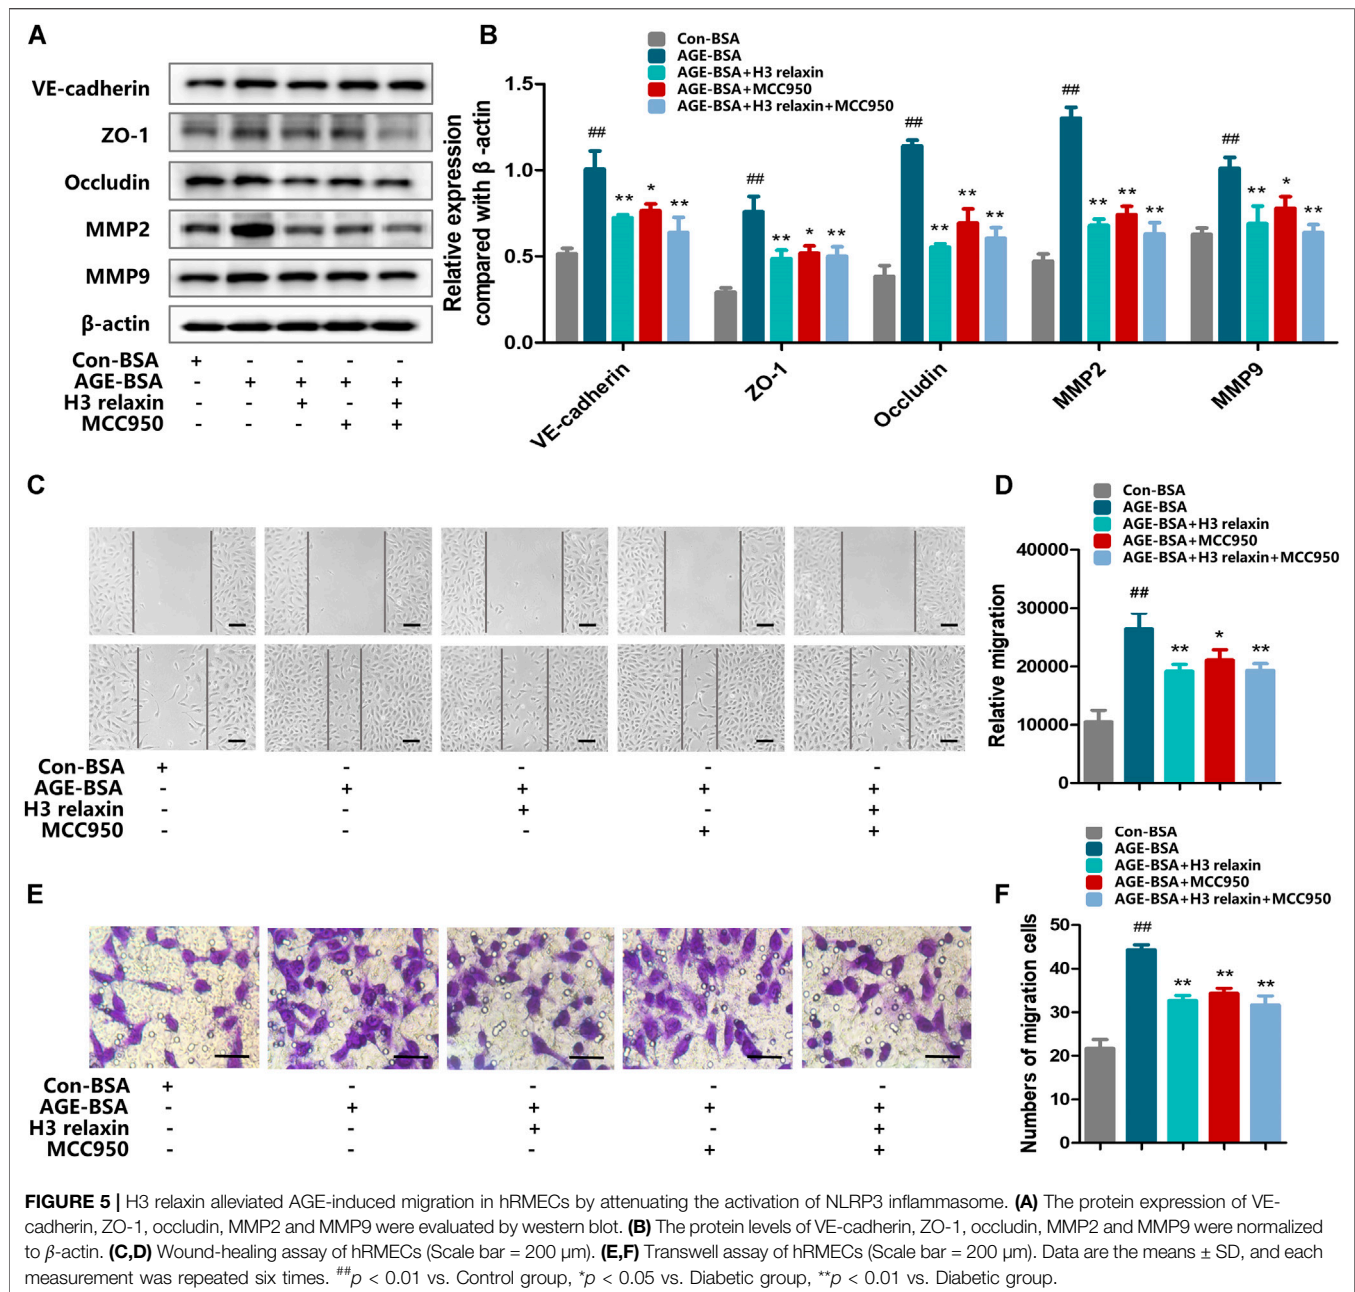 A
VE-cadherin
ZO-1
Occludin
MMP2
MMP9
β-actin
Con-BSA + - - - -
AGE-BSA - + + + +
H3 relaxin - - + - +
MCC950 - - - + +
B
Con-BSA
AGE-BSA
AGE-BSA+H3 relaxin
AGE-BSA+MCC950
AGE-BSA+H3 relaxin+MCC950
Relative expression
compared with β -actin
1.5
1.0
0.5
0.0
## ** * **
## ** * **
## ** ** **
## ** ** **
## ** * **
VE-cadherin
ZO-1
Occludin
MMP2
MMP9
C
Con-BSA + - - - -
AGE-BSA - + + + +
H3 relaxin - - + - +
MCC950 - - - + +
D
Con-BSA
AGE-BSA
AGE-BSA+H3 relaxin
AGE-BSA+MCC950
AGE-BSA+H3 relaxin+MCC950
Relative migration
40000
30000
20000
10000
0
## ** * **
E
Con-BSA + - - - -
AGE-BSA - + + + +
H3 relaxin - - + - +
MCC950 - - - + +
F
Con-BSA
AGE-BSA
AGE-BSA+H3 relaxin
AGE-BSA+MCC950
AGE-BSA+H3 relaxin+MCC950
Numbers of migration cells
50
40
30
20
10
0
## ** ** **
FIGURE 5 | H3 relaxin alleviated AGE-induced migration in hRMECs by attenuating the activation of NLRP3 inflammasome. (A) The protein expression of VE-
cadherin, ZO-1, occludin, MMP2 and MMP9 were evaluated by western blot. (B) The protein levels of VE-cadherin, ZO-1, occludin, MMP2 and MMP9 were normalized
to β-actin. (C,D) Wound-healing assay of hRMECs (Scale bar = 200 μm). (E,F) Transwell assay of hRMECs (Scale bar = 200 μm). Data are the means ± SD, and each
measurement was repeated six times. ##p < 0.01 vs. Control group, *p < 0.05 vs. Diabetic group, **p < 0.01 vs. Diabetic group.